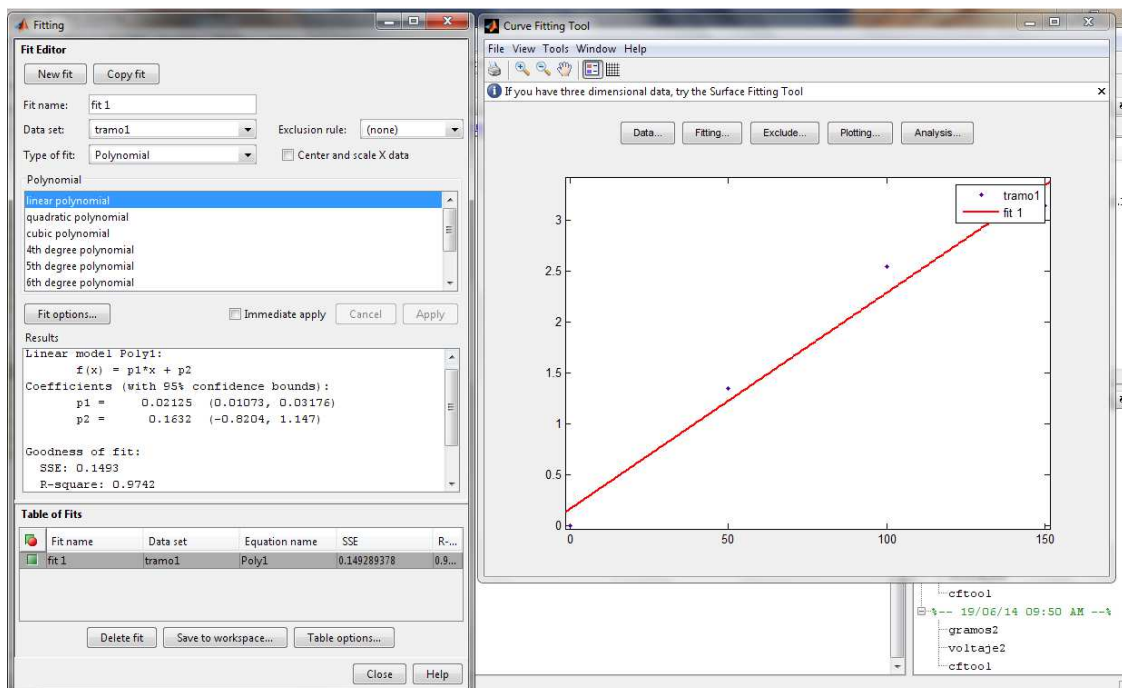 Fitting
Fit Editor
New fit Copy fit
Fit name: fit 1
Data set: tramo1 Exclusion rule: (none)
Type of fit: Polynomial Center and scale X data
Polynomial
linear polynomial
quadratic polynomial
cubic polynomial
4th degree polynomial
5th degree polynomial
6th degree polynomial
Fit options... Immediate apply Cancel Apply
Results
Linear model Poly1:
f(x) = p1*x + p2
Coefficients (with 95% confidence bounds):
p1 = 0.02125 (0.01073, 0.03176)
p2 = 0.1632 (-0.8204, 1.147)
Goodness of fit:
SSE: 0.1493
R-square: 0.9742
Table of Fits
Fit name Data set Equation name SSE R-...
fit 1 tramo1 Poly1 0.149289378 0.9...
Delete fit Save to workspace... Table options...
Close Help
Curve Fitting Tool
File View Tools Window Help
If you have three dimensional data, try the Surface Fitting Tool
Data... Fitting... Exclude... Plotting... Analysis...
tramo1
fit 1
3
2.5
2
1.5
1
0.5
0
0 50 100 150
cftool
%-- 19/06/14 09:50 AM --%
gramos2
voltaje2
cftool